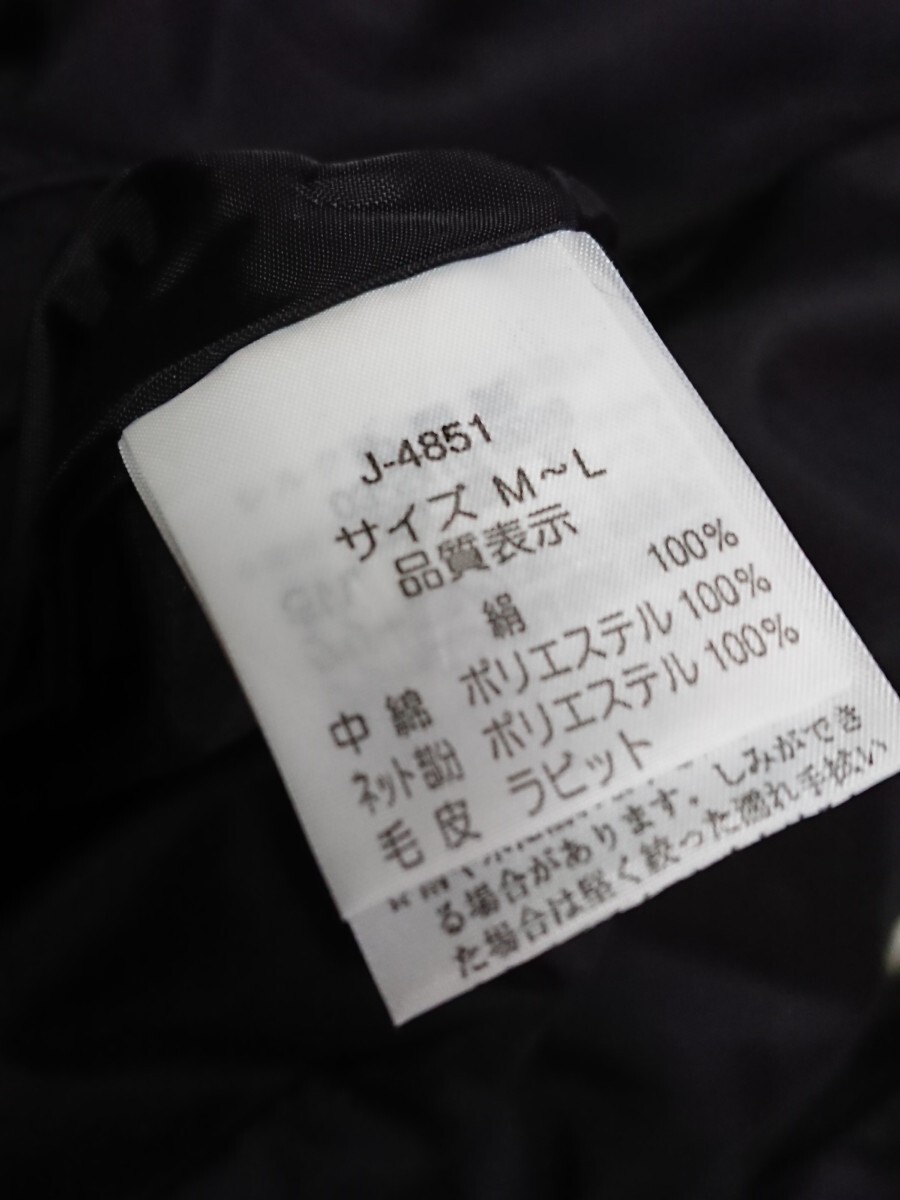 J-4851
サイズ M～L
品質表示
絹 100%
中綿 ポリエステル 100%
ネット部分 ポリエステル 100%
毛皮 ラビット
る場合があります。しみができ
た場合は堅く絞った濡れ手拭い